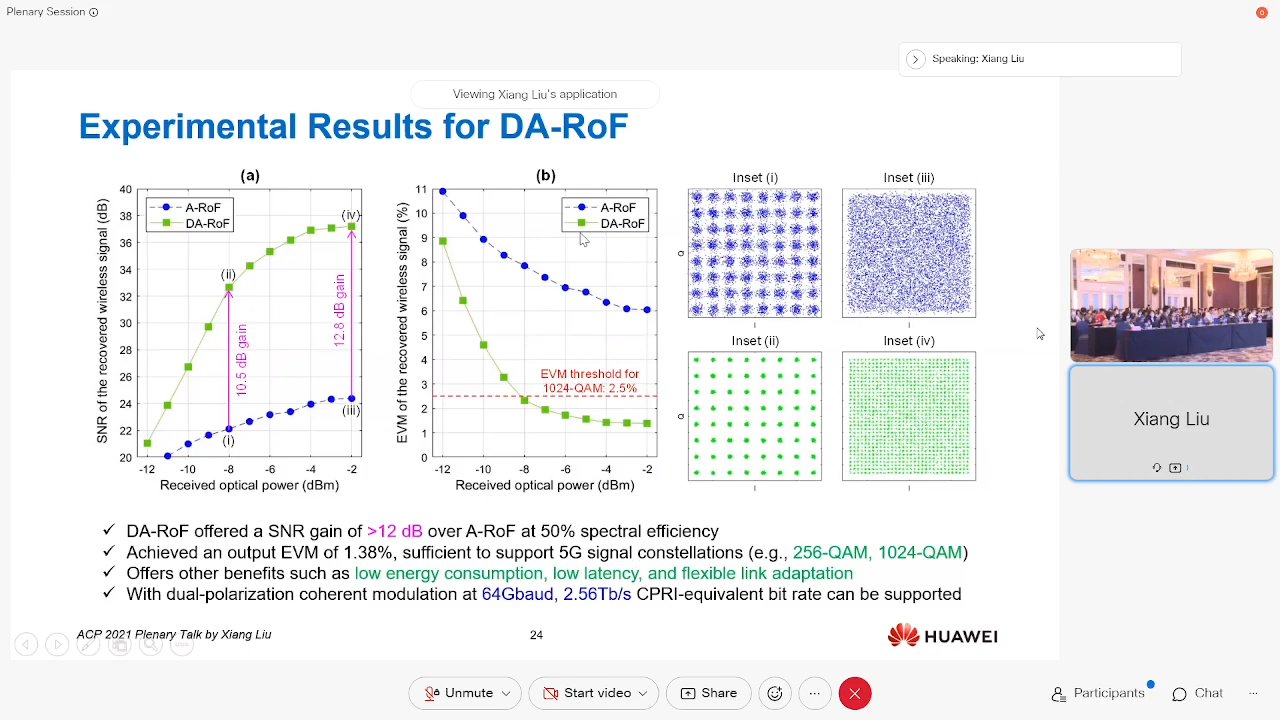 Plenary Session
Speaking: Xiang Liu
Viewing Xiang Liu's application
Experimental Results for DA-RoF
(a)
SNR of the recovered wireless signal (dB)
40
38
36
34
32
30
28
26
24
22
20
A-RoF
DA-RoF
(ii)
(iv)
10.5 dB gain
12.8 dB gain
(i)
(iii)
-12 -10 -8 -6 -4 -2
Received optical power (dBm)
(b)
EVM of the recovered wireless signal (%)
11
10
9
8
7
6
5
4
3
2
1
0
A-RoF
DA-RoF
EVM threshold for
1024-QAM: 2.5%
-12 -10 -8 -6 -4 -2
Received optical power (dBm)
Inset (i)
Q
I
Inset (iii)
I
Inset (ii)
Q
I
Inset (iv)
I
✓ DA-RoF offered a SNR gain of >12 dB over A-RoF at 50% spectral efficiency
✓ Achieved an output EVM of 1.38%, sufficient to support 5G signal constellations (e.g., 256-QAM, 1024-QAM)
✓ Offers other benefits such as low energy consumption, low latency, and flexible link adaptation
✓ With dual-polarization coherent modulation at 64Gbaud, 2.56Tb/s CPRI-equivalent bit rate can be supported
ACP 2021 Plenary Talk by Xiang Liu
24
HUAWEI
Xiang Liu
Unmute
Start video
Share
Participants
Chat